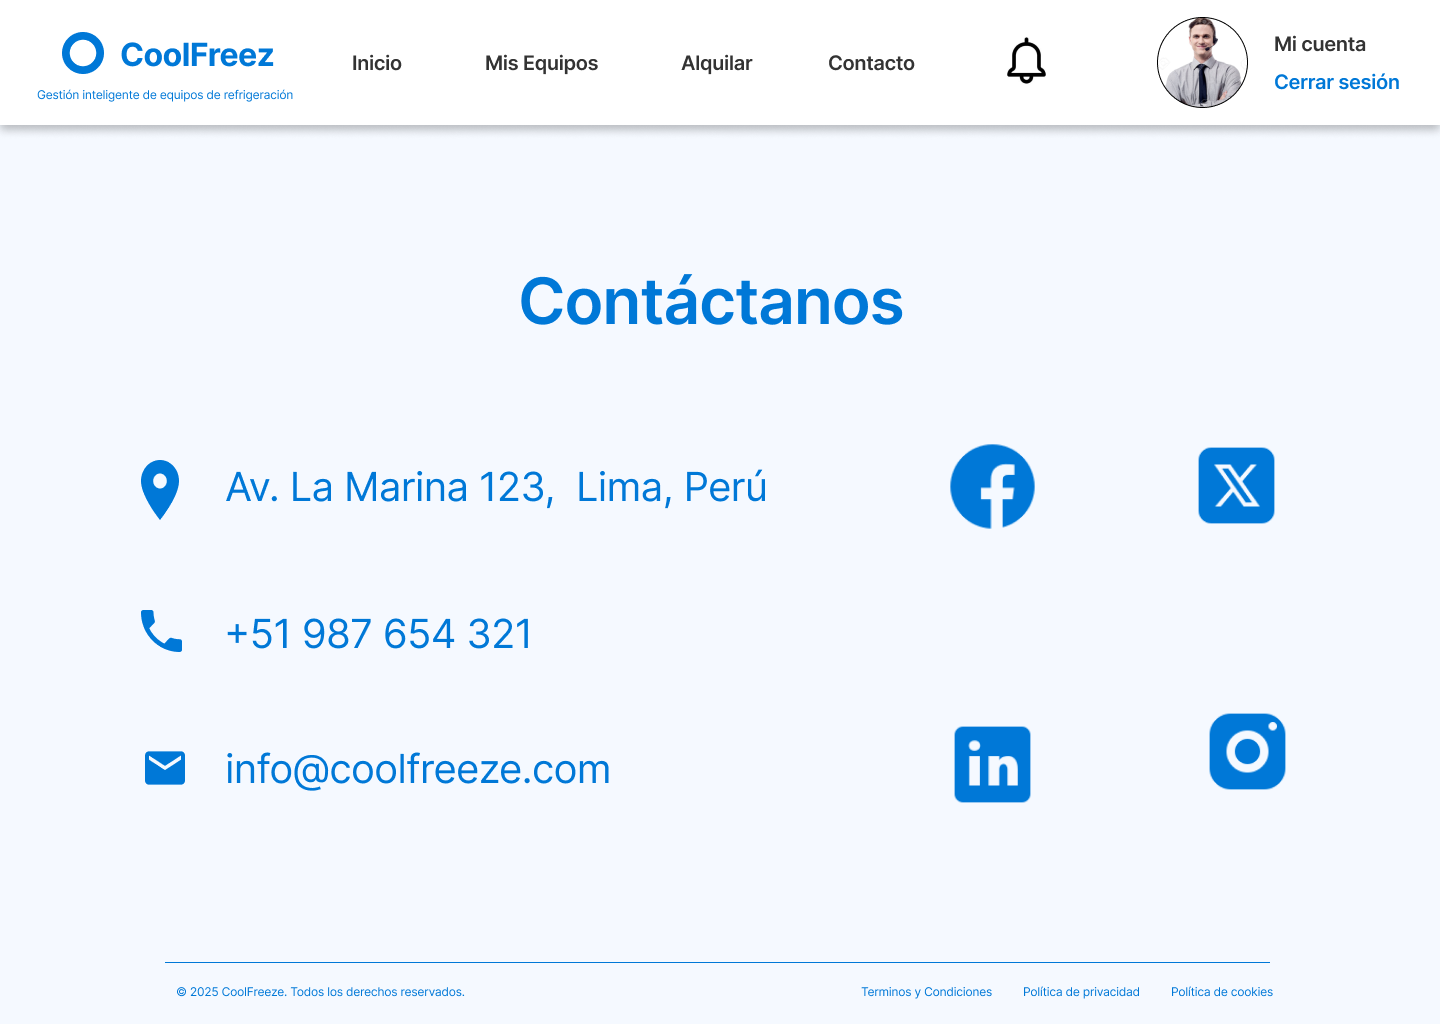 CoolFreez
Gestión inteligente de equipos de refrigeración
Inicio
Mis Equipos
Alquilar
Contacto
Mi cuenta
Cerrar sesión
Contáctanos
Av. La Marina 123,  Lima, Perú
+51 987 654 321
info@coolfreeze.com
in
© 2025 CoolFreeze. Todos los derechos reservados.
Terminos y Condiciones
Política de privacidad
Política de cookies